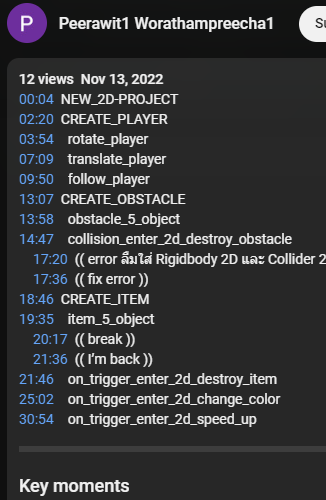 P
Peerawit1 Worathampreecha1
Su
12 views Nov 13, 2022
00:04 NEW_2D-PROJECT
02:20 CREATE_PLAYER
03:54 rotate_player
07:09 translate_player
09:50 follow_player
13:07 CREATE_OBSTACLE
13:58 obstacle_5_object
14:47 collision_enter_2d_destroy_obstacle
17:20 (( error ลืมใส่ Rigidbody 2D และ Collider 2
17:36 (( fix error ))
18:46 CREATE_ITEM
19:35 item_5_object
20:17 (( break ))
21:36 (( I'm back ))
21:46 on_trigger_enter_2d_destroy_item
25:02 on_trigger_enter_2d_change_color
30:54 on_trigger_enter_2d_speed_up
Key moments